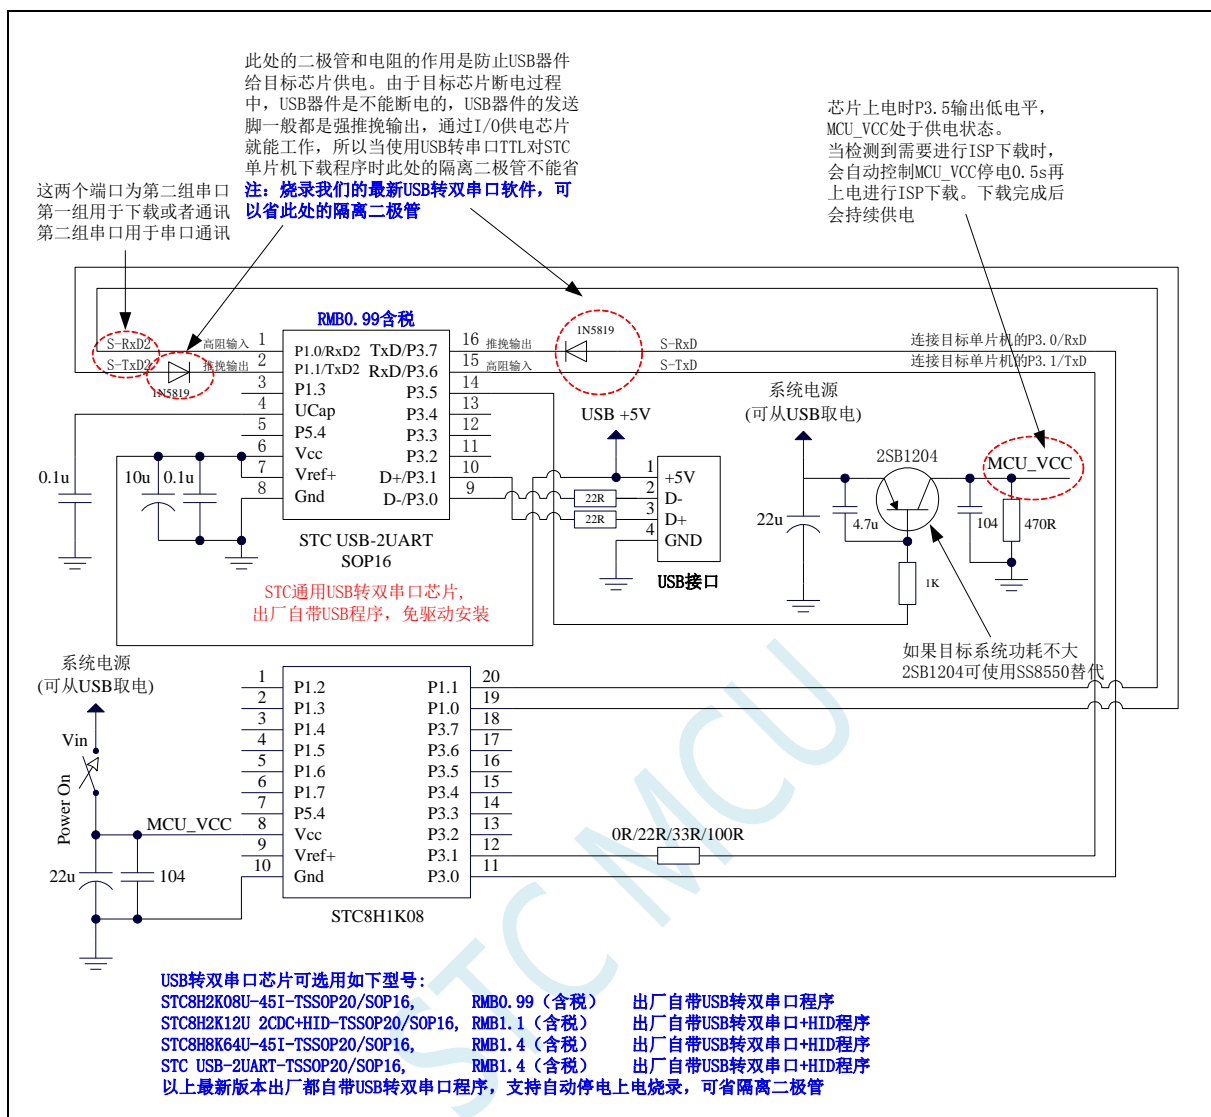 此处的二极管和电阻的作用是防止USB器件
给目标芯片供电。由于目标芯片断电过程
中，USB器件是不能断电的，USB器件的发送
脚一般都是强推挽输出，通过I/O供电芯片
就能工作，所以当使用USB转串口TTL对STC
单片机下载程序时此处的隔离二极管不能省
注：烧录我们的最新USB转双串口软件，可
以省此处的隔离二极管
芯片上电时P3.5输出低电平，
MCU_VCC处于供电状态。
当检测到需要进行ISP下载时，
会自动控制MCU_VCC停电0.5s再
上电进行ISP下载。下载完成后
会持续供电
这两个端口为第二组串口
第一组用于下载或者通讯
第二组串口用于串口通讯
RMB0.99含税
S-RxD2 高阻输入 1 P1.0/RxD2 TxD/P3.7 16 推挽输出 1N5819 S-RxD 连接目标单片机的P3.0/RxD
S-TxD2 1N5819 推挽输出 2 P1.1/TxD2 RxD/P3.6 15 高阻输入 S-TxD 连接目标单片机的P3.1/TxD
3 P1.3 P3.5 14
4 UCap P3.4 13
5 P5.4 P3.3 12
6 Vcc P3.2 11
7 Vref+ D+/P3.1 10
8 Gnd D-/P3.0 9
0.1u 10u 0.1u
STC USB-2UART
SOP16
STC通用USB转双串口芯片，
出厂自带USB程序，免驱动安装
USB +5V
1 +5V
22R 2 D-
22R 3 D+
4 GND
USB接口
系统电源
(可从USB取电)
2SB1204
MCU_VCC
22u 4.7u 104 470R
1K
如果目标系统功耗不大
2SB1204可使用SS8550替代
系统电源
(可从USB取电)
Vin
Power On
MCU_VCC
22u 104
1 P1.2 P1.1 20
2 P1.3 P1.0 19
3 P1.4 P3.7 18
4 P1.5 P3.6 17
5 P1.6 P3.5 16
6 P1.7 P3.4 15
7 P5.4 P3.3 14
8 Vcc P3.2 13
9 Vref+ P3.1 12
10 Gnd P3.0 11
0R/22R/33R/100R
STC8H1K08
STC MCU
USB转双串口芯片可选用如下型号：
STC8H2K08U-45I-TSSOP20/SOP16, RMB0.99（含税） 出厂自带USB转双串口程序
STC8H2K12U 2CDC+HID-TSSOP20/SOP16, RMB1.1（含税） 出厂自带USB转双串口+HID程序
STC8H8K64U-45I-TSSOP20/SOP16, RMB1.4（含税） 出厂自带USB转双串口+HID程序
STC USB-2UART-TSSOP20/SOP16, RMB1.4（含税） 出厂自带USB转双串口+HID程序
以上最新版本出厂都自带USB转双串口程序，支持自动停电上电烧录，可省隔离二极管